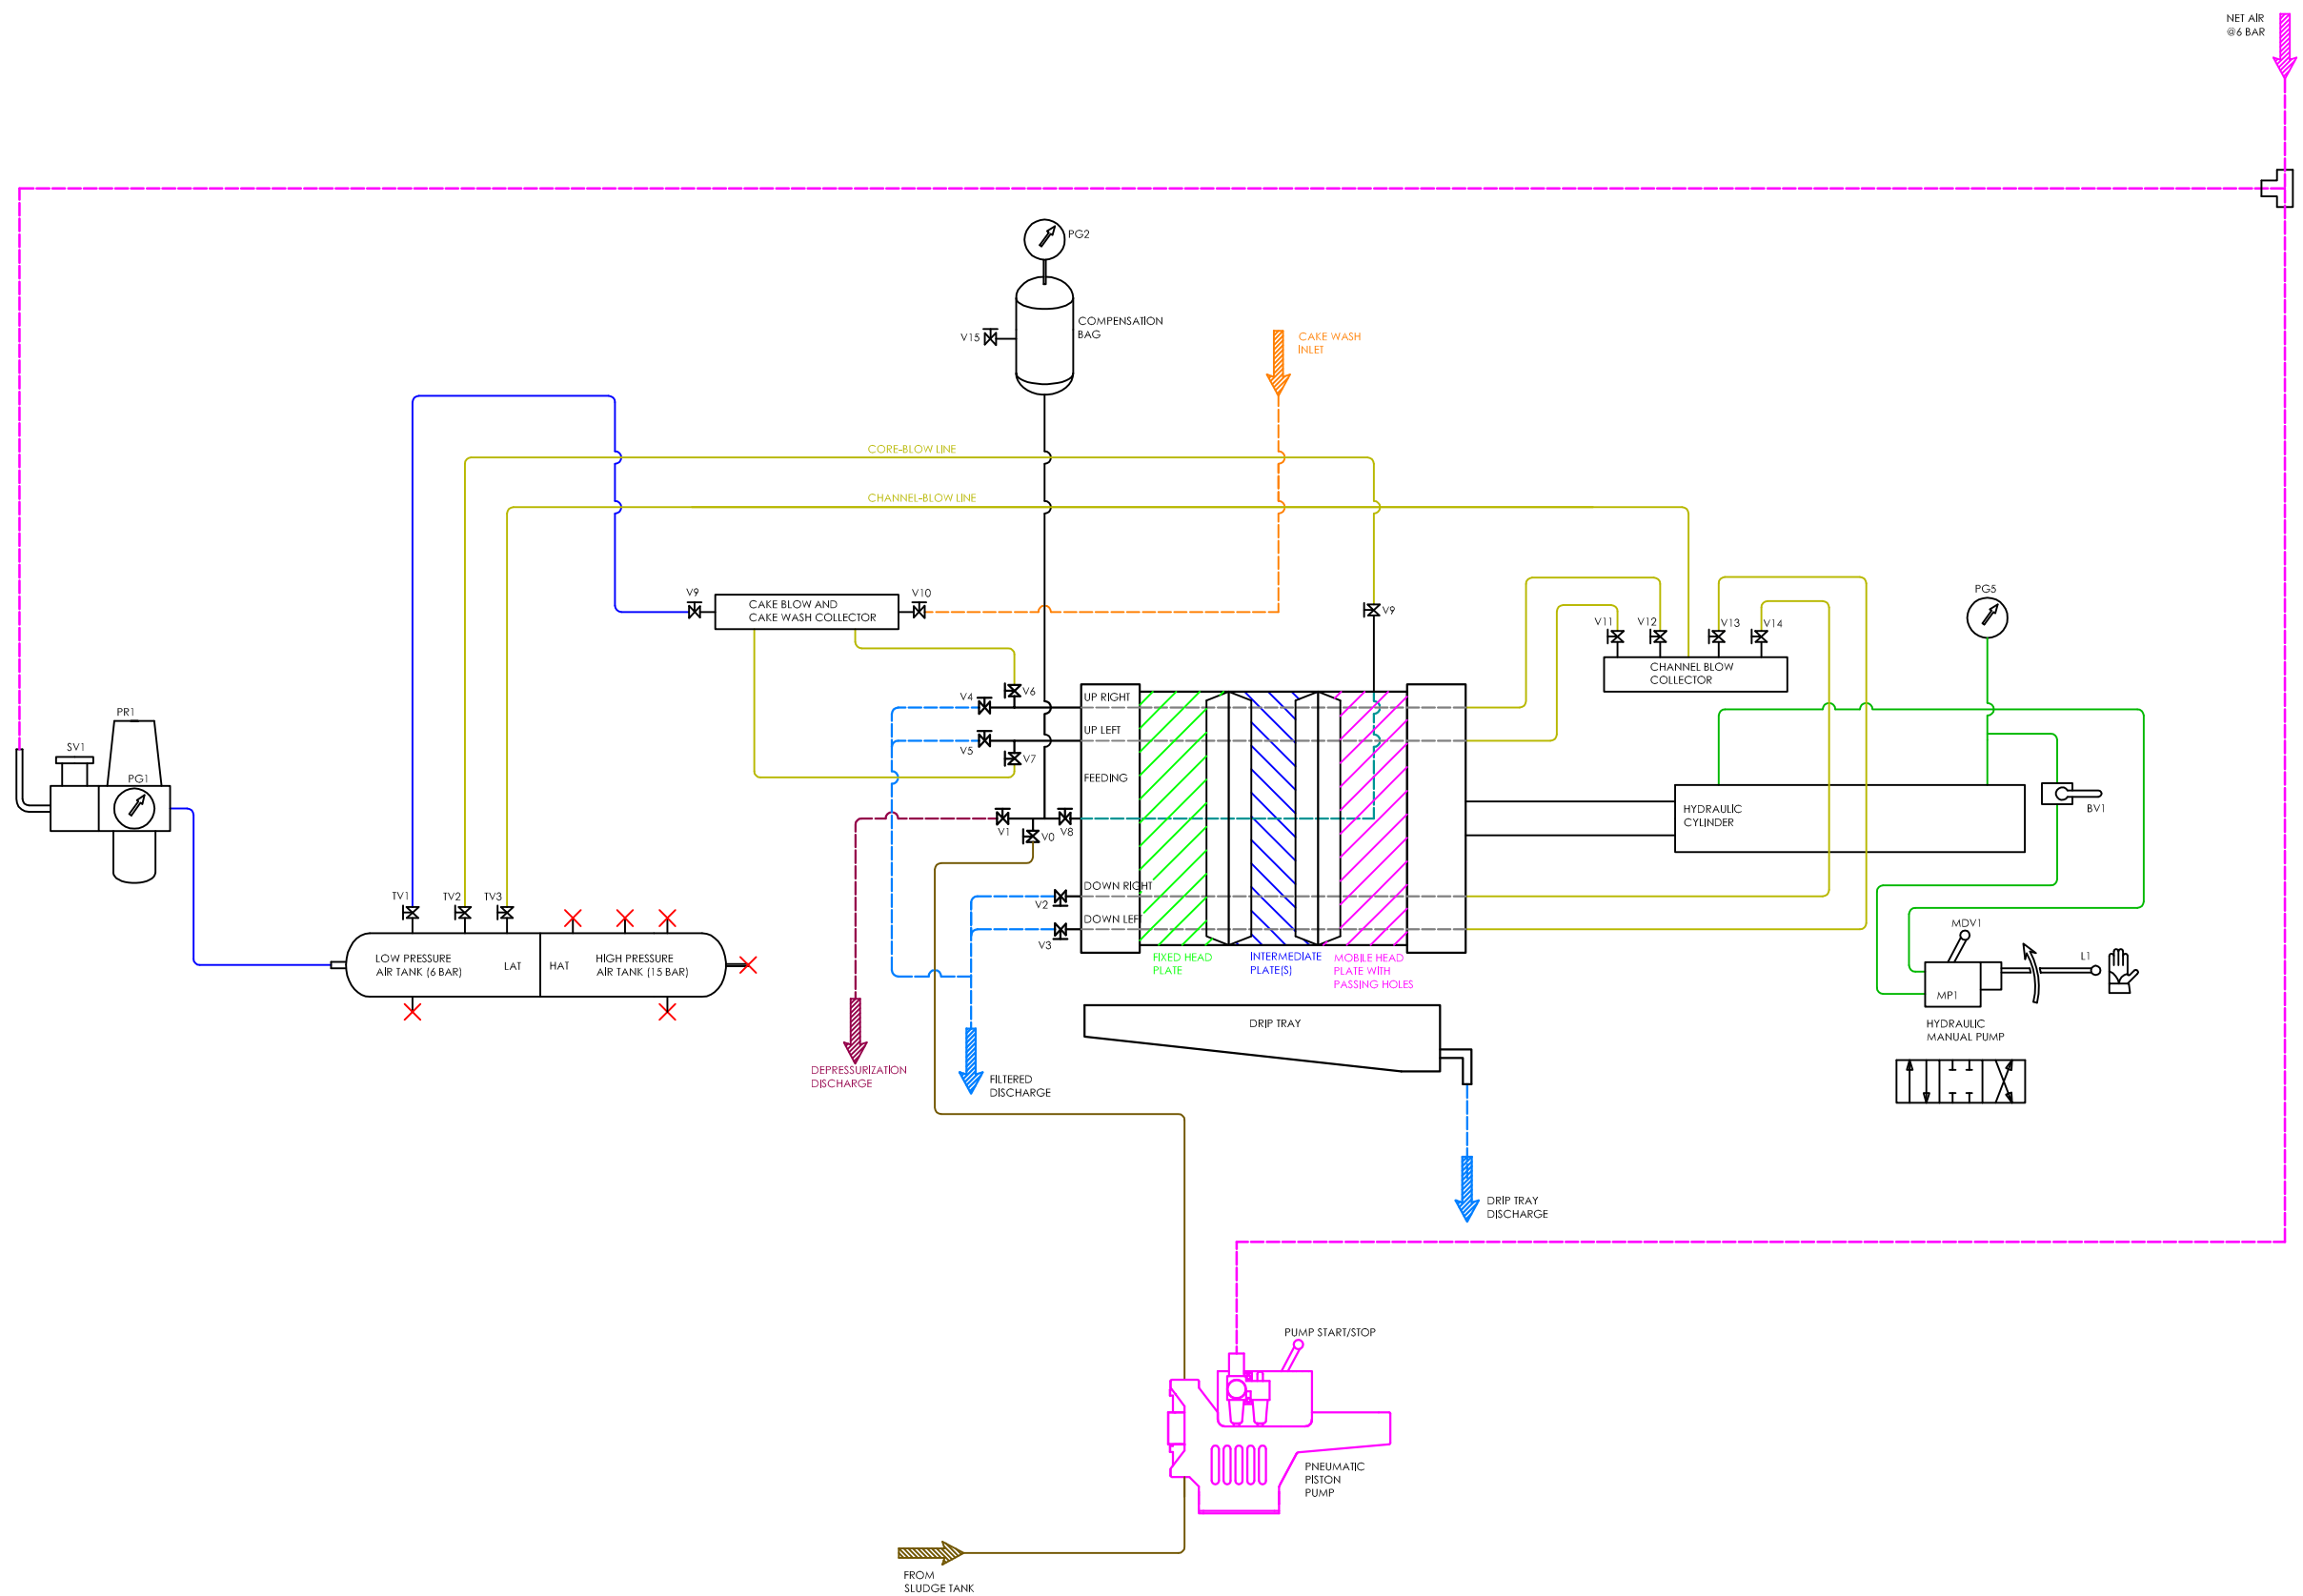 NET AIR
@6 BAR
PG2
COMPENSATION
BAG
V15
CAKE WASH
INLET
CORE-BLOW LINE
CHANNEL-BLOW LINE
V9
CAKE BLOW AND
CAKE WASH COLLECTOR
V10
V9
V11
V12
V13
V14
CHANNEL BLOW
COLLECTOR
PG5
V4
V6
UP RIGHT
V5
V7
UP LEFT
FEEDING
PR1
SV1
PG1
V1
V0
V8
HYDRAULIC
CYLINDER
BV1
TV1
TV2
TV3
V2
DOWN RIGHT
V3
DOWN LEFT
LOW PRESSURE
AIR TANK (6 BAR)
LAT
HAT
HIGH PRESSURE
AIR TANK (15 BAR)
FIXED HEAD
PLATE
INTERMEDIATE
PLATE(S)
MOBILE HEAD
PLATE WITH
PASSING HOLES
MDV1
L1
MP1
HYDRAULIC
MANUAL PUMP
DRIP TRAY
DEPRESSURIZATION
DISCHARGE
FILTERED
DISCHARGE
DRIP TRAY
DISCHARGE
PUMP START/STOP
PNEUMATIC
PISTON
PUMP
FROM
SLUDGE TANK